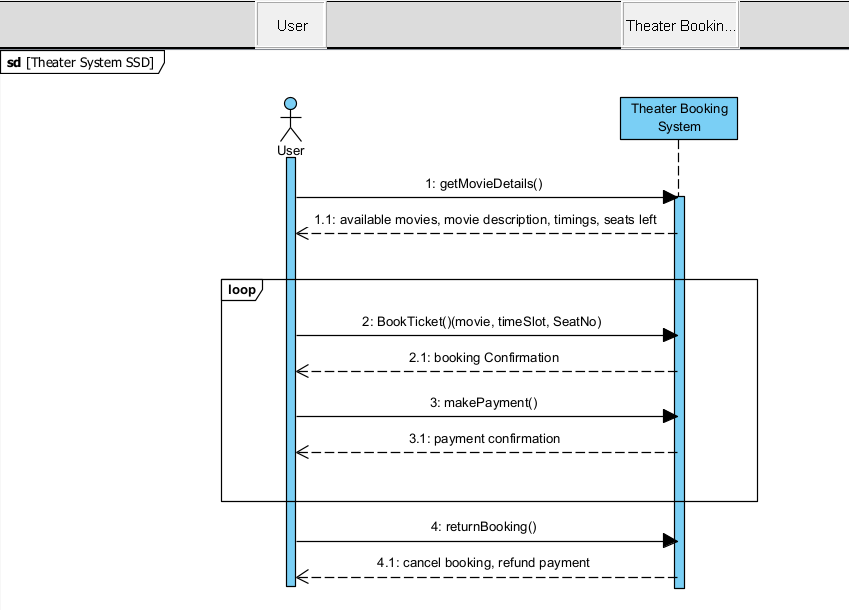 User
Theater Bookin...
sd [Theater System SSD]
User
Theater Booking
System
1: getMovieDetails()
1.1: available movies, movie description, timings, seats left
loop
2: BookTicket()(movie, timeSlot, SeatNo)
2.1: booking Confirmation
3: makePayment()
3.1: payment confirmation
4: returnBooking()
4.1: cancel booking, refund payment